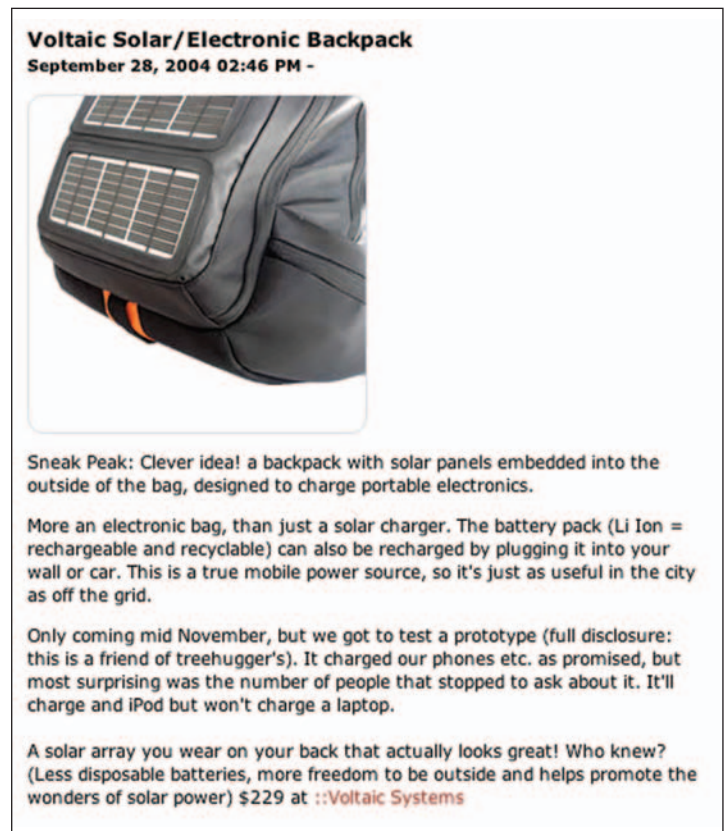 Voltaic Solar/Electronic Backpack
September 28, 2004 02:46 PM -
Sneak Peak: Clever idea! a backpack with solar panels embedded into the
outside of the bag, designed to charge portable electronics.
More an electronic bag, than just a solar charger. The battery pack (Li Ion =
rechargeable and recyclable) can also be recharged by plugging it into your
wall or car. This is a true mobile power source, so it's just as useful in the city
as off the grid.
Only coming mid November, but we got to test a prototype (full disclosure:
this is a friend of treehugger's). It charged our phones etc. as promised, but
most surprising was the number of people that stopped to ask about it. It'll
charge and iPod but won't charge a laptop.
A solar array you wear on your back that actually looks great! Who knew?
(Less disposable batteries, more freedom to be outside and helps promote the
wonders of solar power) $229 at ::Voltaic Systems